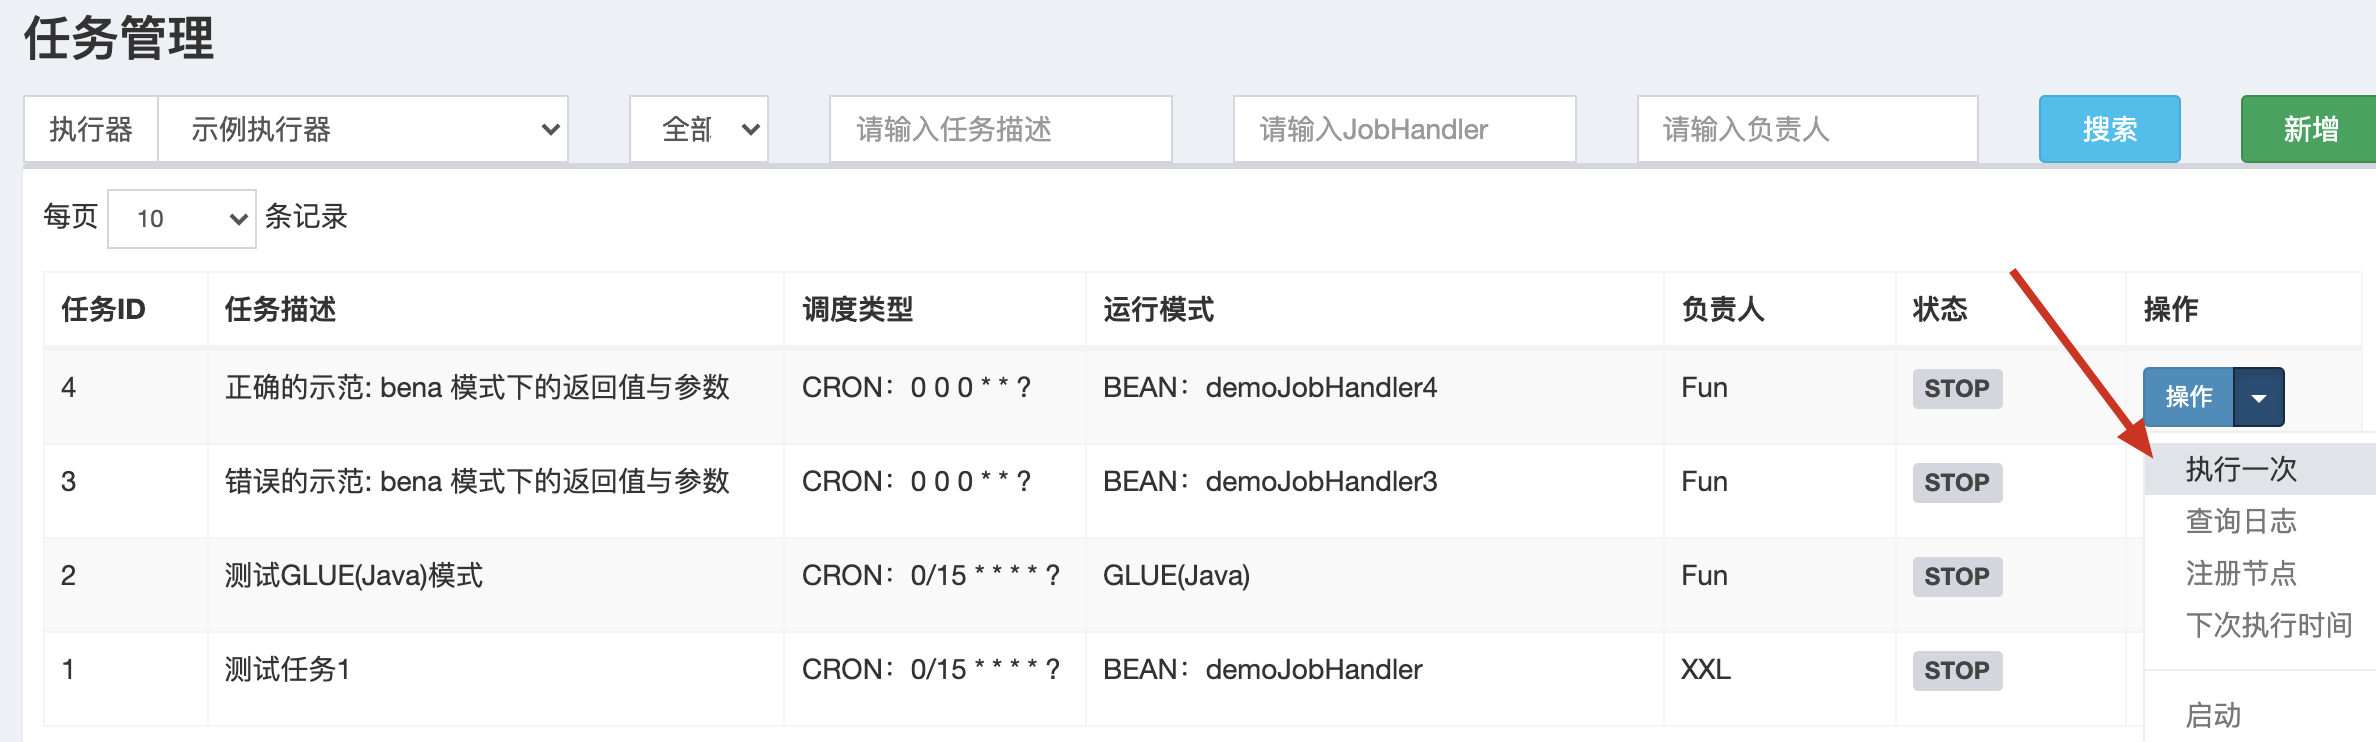 任务管理
执行器 示例执行器 全部 请输入任务描述 请输入JobHandler 请输入负责人 搜索 新增
每页 10 条记录
任务ID 任务描述 调度类型 运行模式 负责人 状态 操作
4 正确的示范: bena 模式下的返回值与参数 CRON：0 0 0 * * ? BEAN：demoJobHandler4 Fun STOP 操作
执行一次
3 错误的示范: bena 模式下的返回值与参数 CRON：0 0 0 * * ? BEAN：demoJobHandler3 Fun STOP
查询日志
2 测试GLUE(Java)模式 CRON：0/15 * * * * ? GLUE(Java) Fun STOP
注册节点
下次执行时间
1 测试任务1 CRON：0/15 * * * * ? BEAN：demoJobHandler XXL STOP
启动